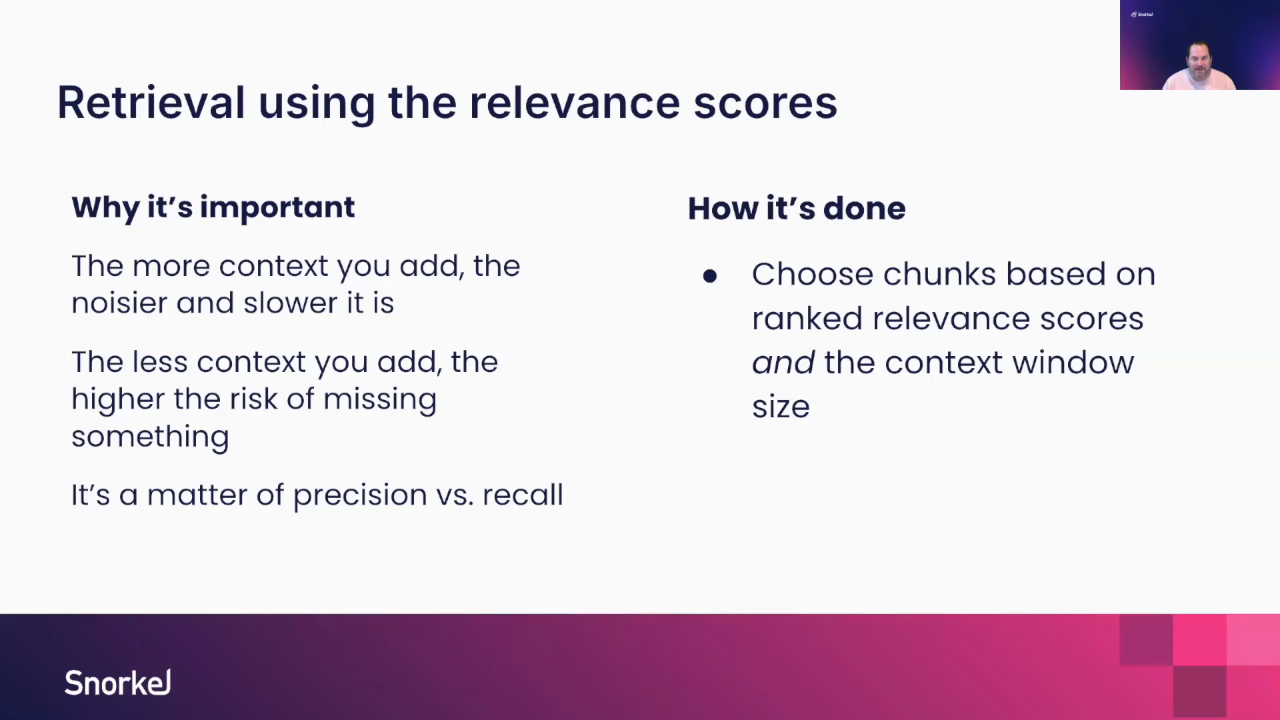 Snorkel
Retrieval using the relevance scores
Why it's important
The more context you add, the
noisier and slower it is
The less context you add, the
higher the risk of missing
something
It's a matter of precision vs. recall
How it's done
● Choose chunks based on
ranked relevance scores
and the context window
size
Snorkel